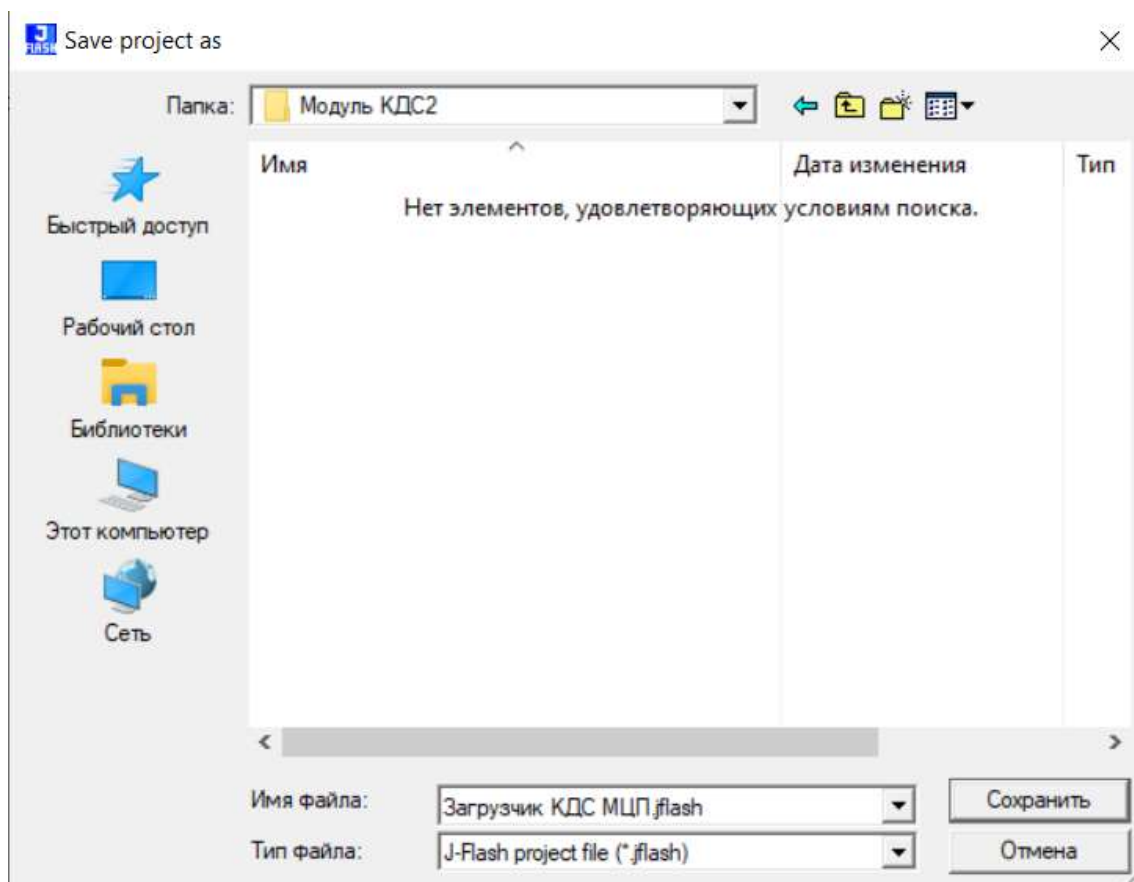 J FLASH Save project as
Папка: Модуль КДС2
Имя Дата изменения Тип
Нет элементов, удовлетворяющих условиям поиска.
Быстрый доступ
Рабочий стол
Библиотеки
Этот компьютер
Сеть
Имя файла: Загрузчик КДС МЦП.jflash Сохранить
Тип файла: J-Flash project file (*.jflash) Отмена